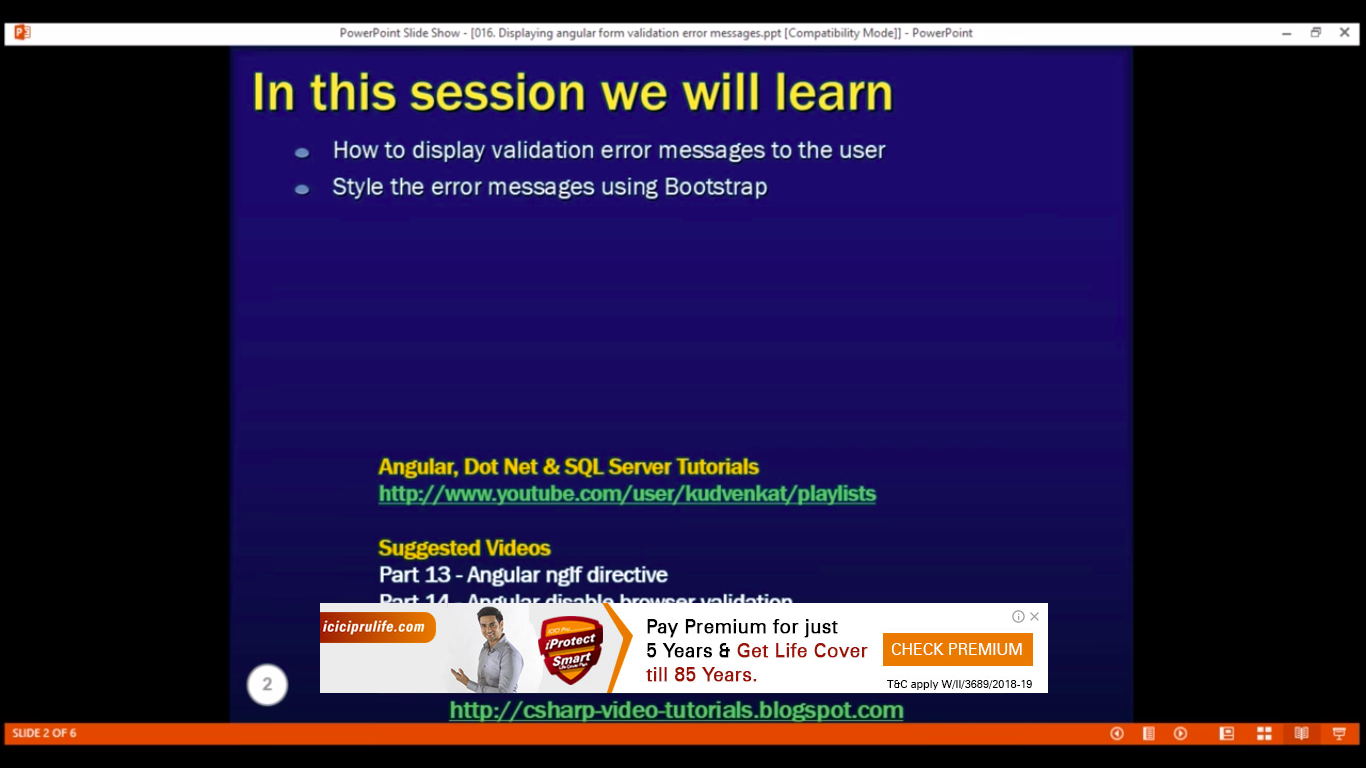 PowerPoint Slide Show - [016. Displaying angular form validation error messages.ppt [Compatibility Mode]] - PowerPoint
In this session we will learn
How to display validation error messages to the user
Style the error messages using Bootstrap
Angular, Dot Net & SQL Server Tutorials
http://www.youtube.com/user/kudvenkat/playlists
Suggested Videos
Part 13 - Angular ngIf directive
Part 14 - Angular disable browser validation
iciciprulife.com
iProtect
Smart
Pay Premium for just
5 Years & Get Life Cover
till 85 Years.
CHECK PREMIUM
T&C apply W/II/3689/2018-19
2
http://csharp-video-tutorials.blogspot.com
SLIDE 2 OF 6